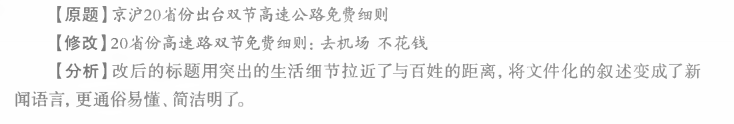 【原题】京沪20省份出台双节高速公路免费细则
【修改】20省份高速路双节免费细则：去机场 不花钱
【分析】改后的标题用突出的生活细节拉近了与百姓的距离，将文件化的叙述变成了新
闻语言，更通俗易懂、简洁明了。